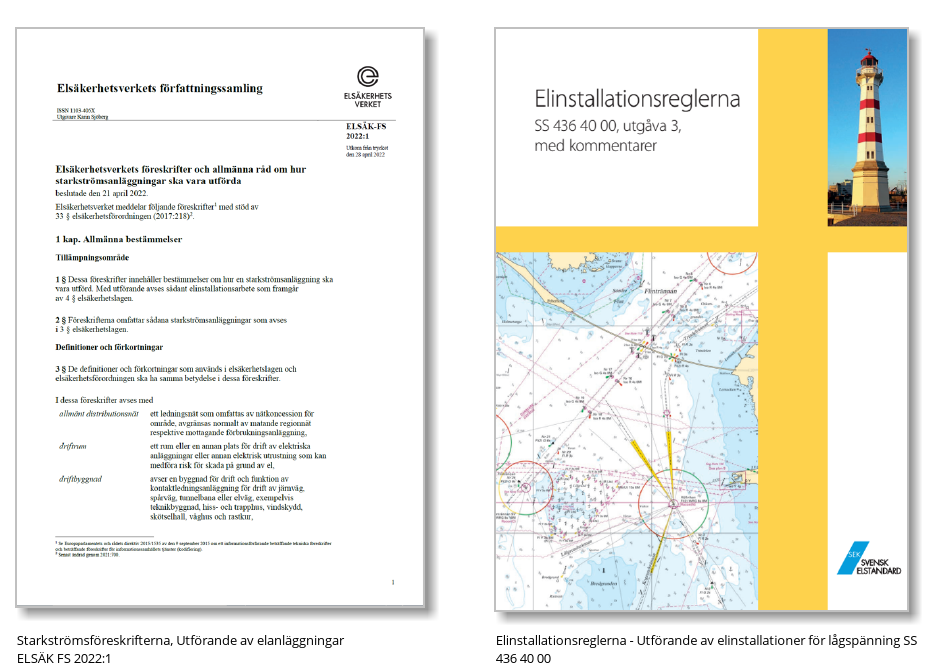 Elsäkerhetsverkets författningssamling
ELSÄKERHETS
VERKET
ISSN 1103-405X
Utgivare Karin Sjöberg
ELSÄK-FS
2022:1
Utkom från trycket
den 28 april 2022
Elsäkerhetsverkets föreskrifter och allmänna råd om hur
starkströmsanläggningar ska vara utförda
beslutade den 21 april 2022.
Elsäkerhetsverket meddelar följande föreskrifter1 med stöd av
33 § elsäkerhetsförordningen (2017:218)2.
1 kap. Allmänna bestämmelser
Tillämpningsområde
1 § Dessa föreskrifter innehåller bestämmelser om hur en starkströmsanläggning ska
vara utförd. Med utförande avses sådant elinstallationsarbete som framgår
av 4 § elsäkerhetslagen.
2 § Föreskrifterna omfattar sådana starkströmsanläggningar som avses
i 3 § elsäkerhetslagen.
Definitioner och förkortningar
3 § De definitioner och förkortningar som används i elsäkerhetslagen och
elsäkerhetsförordningen ska ha samma betydelse i dessa föreskrifter.
I dessa föreskrifter avses med
allmänt distributionsnät ett ledningsnät som omfattas av nätkoncession för
område, avgränsas normalt av matande regionnät
respektive mottagande förbrukningsanläggning,
driftrum ett rum eller en annan plats för drift av elektriska
anläggningar eller annan elektrisk utrustning som kan
medföra risk för skada på grund av el,
driftbyggnad avser en byggnad för drift och funktion av
kontaktledningsanläggning för drift av järnväg,
spårväg, tunnelbana eller elväg, exempelvis
teknikbyggnad, hiss- och trapphus, vindskydd,
skötselhall, våghus och rastkur,
1 Se Europaparlamentets och rådets direktiv 2015/1535 av den 9 september 2015 om ett informationsförfarande beträffande tekniska föreskrifter
och beträffande föreskrifter för informationssamhällets tjänster (kodifiering).
2 Senast ändrad genom 2021:700.
1
Starkströmsföreskrifterna, Utförande av elanläggningar
ELSÄK FS 2022:1
Elinstallationsreglerna
SS 436 40 00, utgåva 3,
med kommentarer
SEK
SVENSK
ELSTANDARD
Elinstallationsreglerna - Utförande av elinstallationer för lågspänning SS
436 40 00